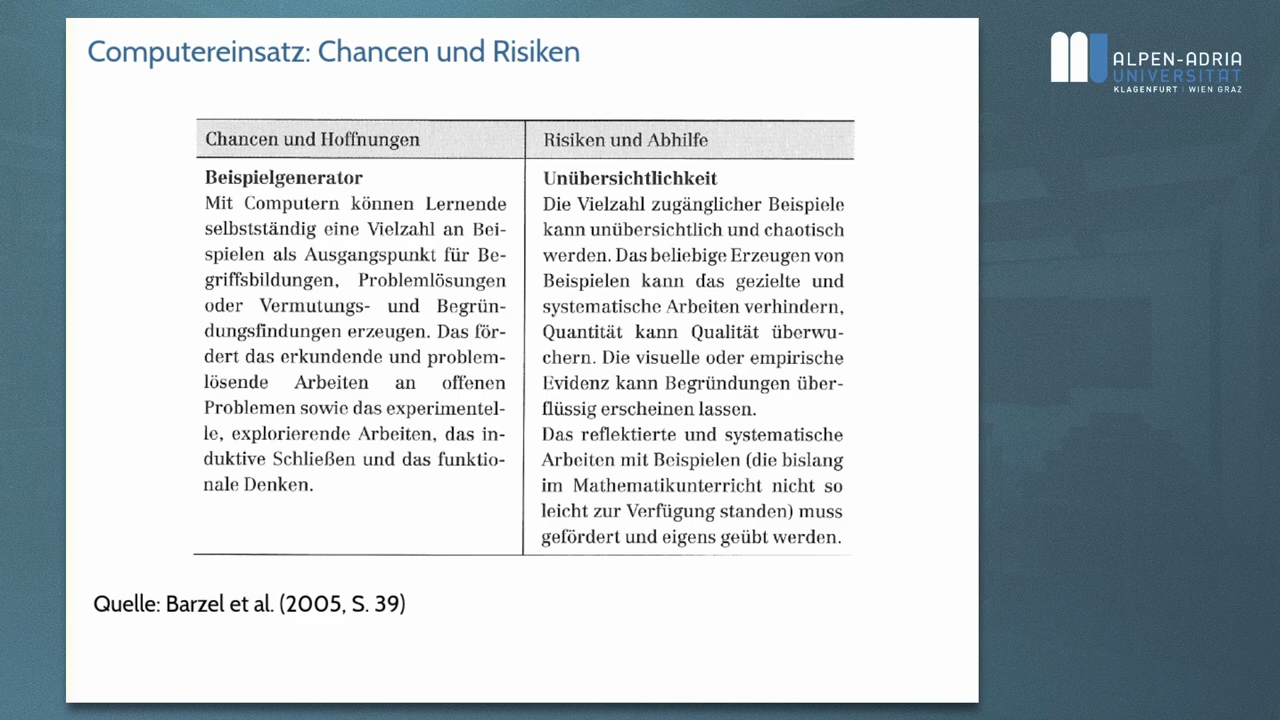 Computereinsatz: Chancen und Risiken
ALPEN-ADRIA
UNIVERSITÄT
KLAGENFURT | WIEN GRAZ
Chancen und Hoffnungen
Beispielgenerator
Mit Computern können Lernende
selbstständig eine Vielzahl an Bei-
spielen als Ausgangspunkt für Be-
griffsbildungen, Problemlösungen
oder Vermutungs- und Begrün-
dungsfindungen erzeugen. Das för-
dert das erkundende und problem-
lösende Arbeiten an offenen
Problemen sowie das experimentel-
le, explorierende Arbeiten, das in-
duktive Schließen und das funktio-
nale Denken.
Risiken und Abhilfe
Unübersichtlichkeit
Die Vielzahl zugänglicher Beispiele
kann unübersichtlich und chaotisch
werden. Das beliebige Erzeugen von
Beispielen kann das gezielte und
systematische Arbeiten verhindern,
Quantität kann Qualität überwu-
chern. Die visuelle oder empirische
Evidenz kann Begründungen über-
flüssig erscheinen lassen.
Das reflektierte und systematische
Arbeiten mit Beispielen (die bislang
im Mathematikunterricht nicht so
leicht zur Verfügung standen) muss
gefördert und eigens geübt werden.
Quelle: Barzel et al. (2005, S. 39)